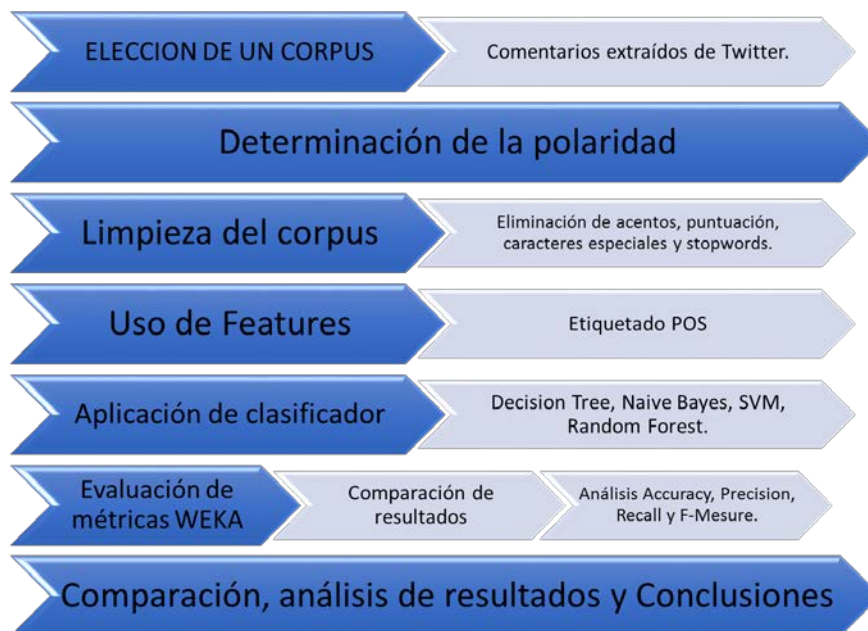 ELECCION DE UN CORPUS
Comentarios extraídos de Twitter.
Determinación de la polaridad
Limpieza del corpus
Eliminación de acentos, puntuación,
caracteres especiales y stopwords.
Uso de Features
Etiquetado POS
Aplicación de clasificador
Decision Tree, Naive Bayes, SVM,
Random Forest.
Evaluación de
métricas WEKA
Comparación de
resultados
Análisis Accuracy, Precision,
Recall y F-Mesure.
Comparación, análisis de resultados y Conclusiones